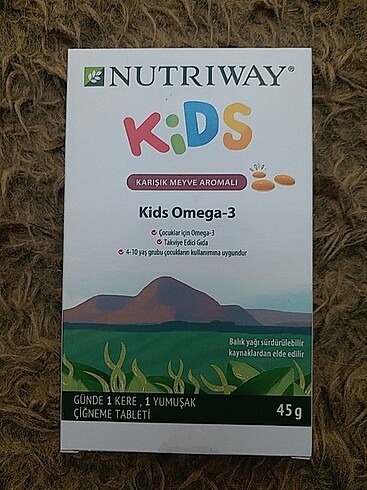 NUTRIWAY®
KiDS
KARIŞIK MEYVE AROMALI
Kids Omega-3
Çocuklar için Omega-3
Takviye Edici Gıda
4-10 yaş grubu çocukların kullanımına uygundur
Balık yağı sürdürülebilir
kaynaklardan elde edilir
GÜNDE 1 KERE , 1 YUMUŞAK
ÇİĞNEME TABLETİ
45 g